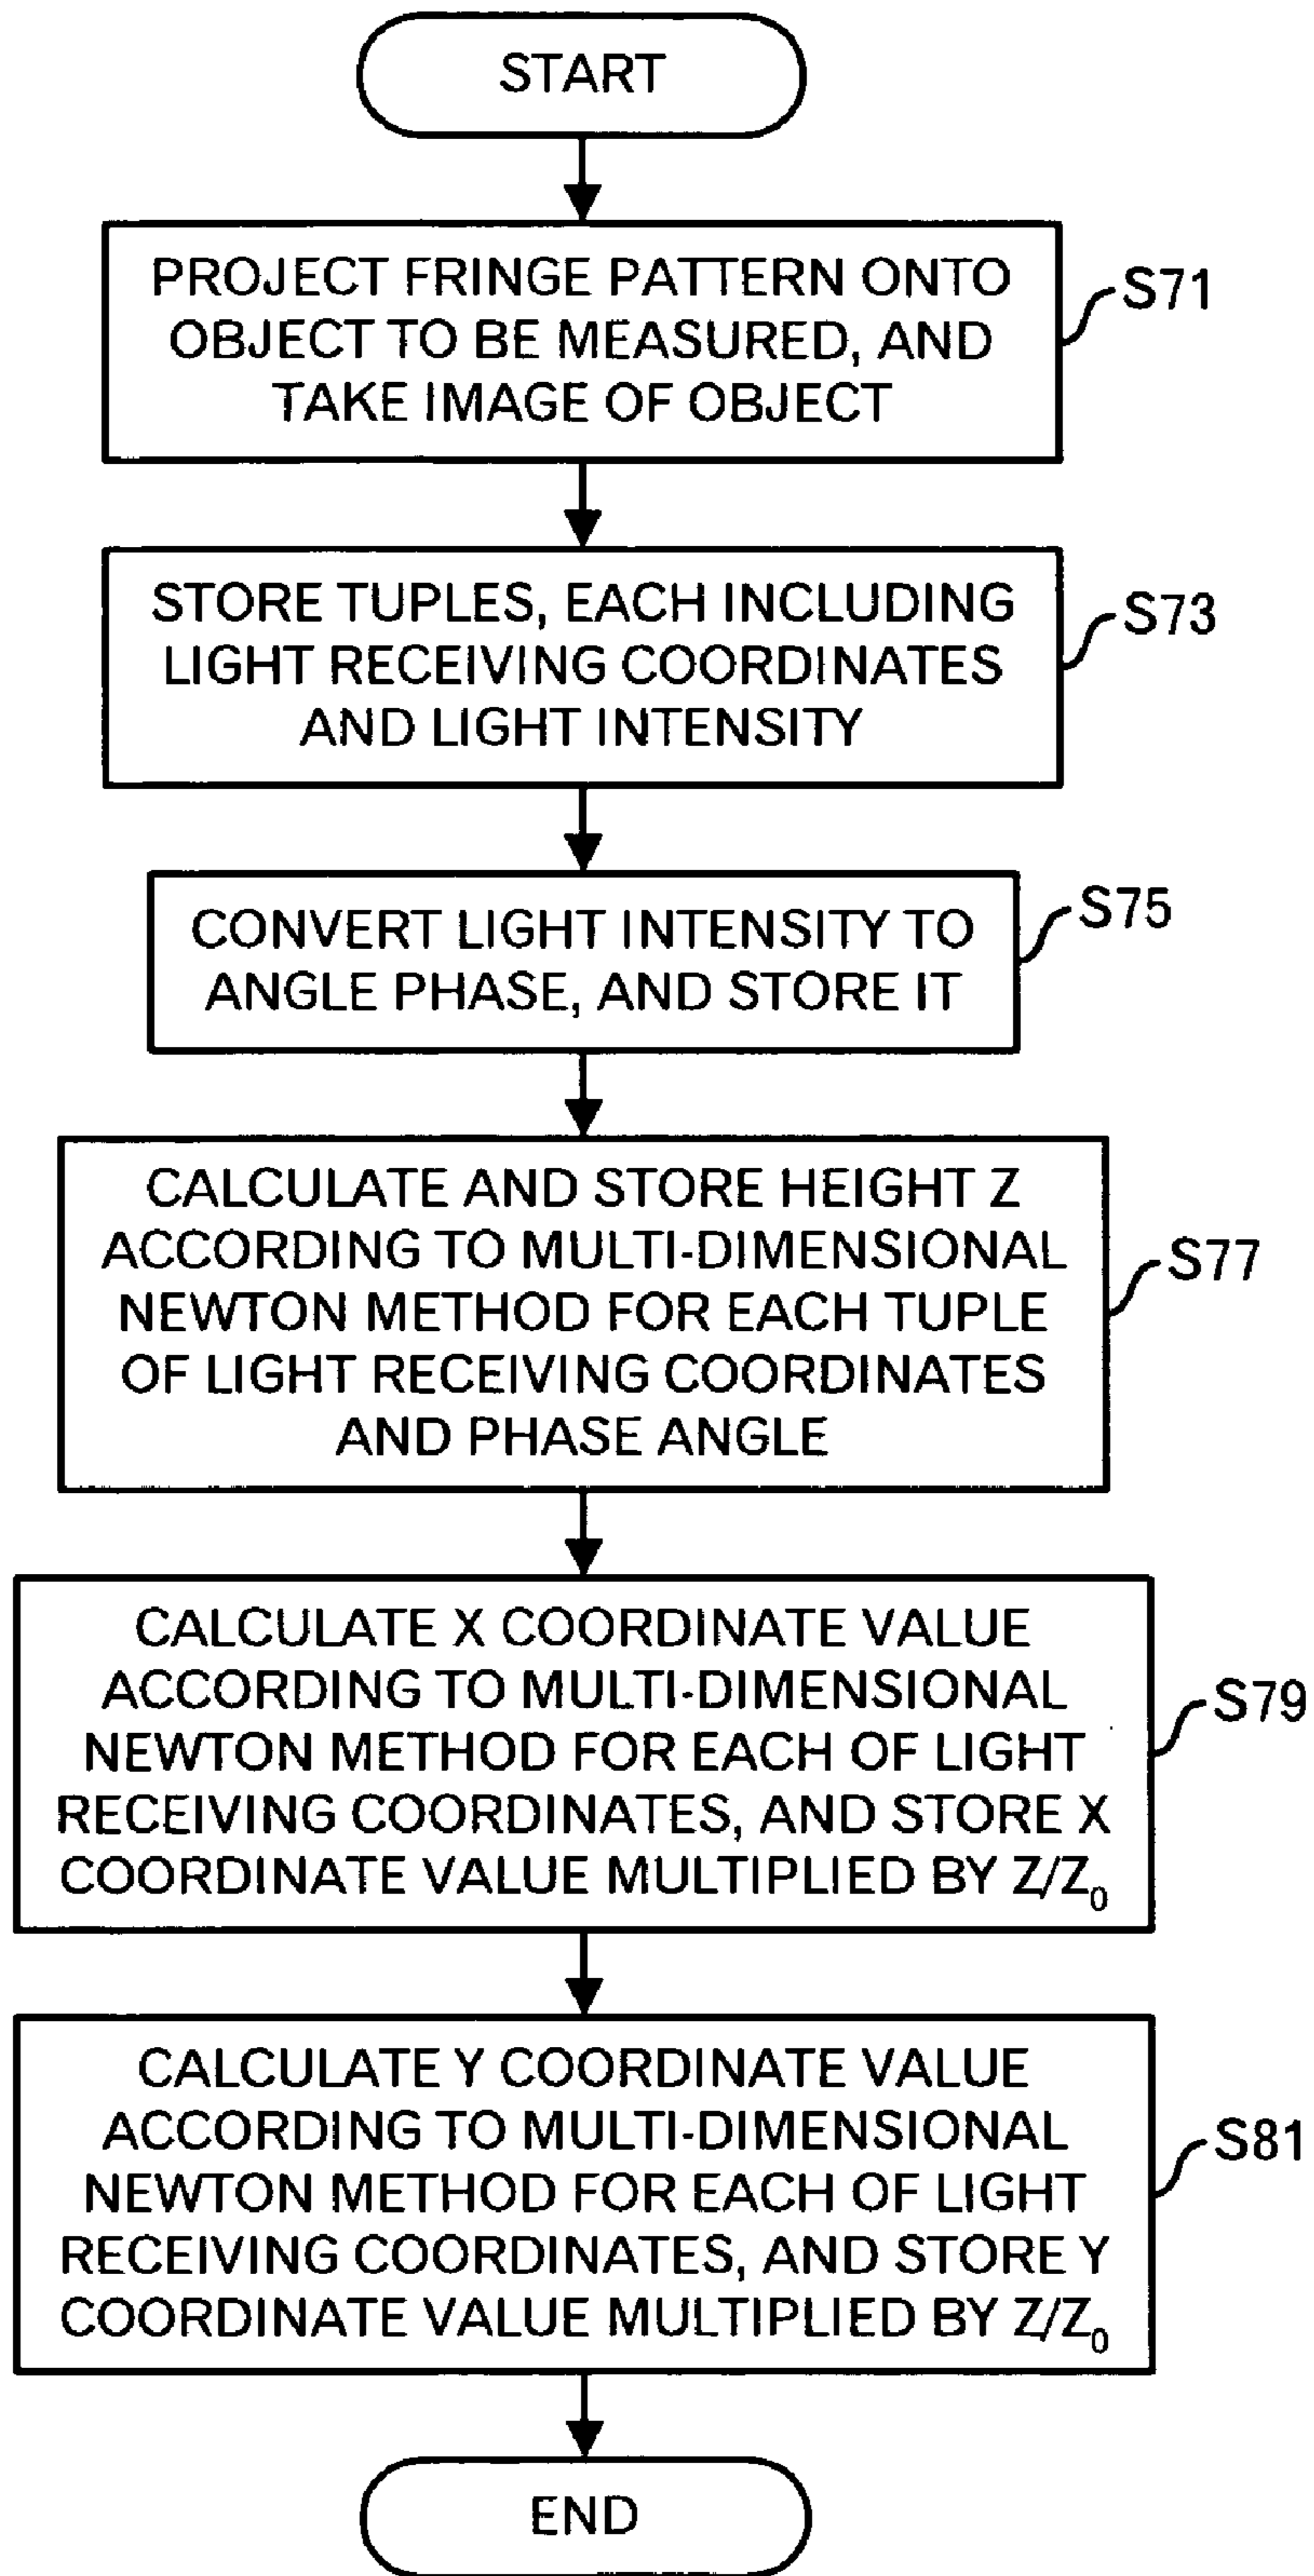 START
PROJECT FRINGE PATTERN ONTO
OBJECT TO BE MEASURED, AND
TAKE IMAGE OF OBJECT
S71
STORE TUPLES, EACH INCLUDING
LIGHT RECEIVING COORDINATES
AND LIGHT INTENSITY
S73
CONVERT LIGHT INTENSITY TO
ANGLE PHASE, AND STORE IT
S75
CALCULATE AND STORE HEIGHT Z
ACCORDING TO MULTI-DIMENSIONAL
NEWTON METHOD FOR EACH TUPLE
OF LIGHT RECEIVING COORDINATES
AND PHASE ANGLE
S77
CALCULATE X COORDINATE VALUE
ACCORDING TO MULTI-DIMENSIONAL
NEWTON METHOD FOR EACH OF LIGHT
RECEIVING COORDINATES, AND STORE X
COORDINATE VALUE MULTIPLIED BY Z/Z₀
S79
CALCULATE Y COORDINATE VALUE
ACCORDING TO MULTI-DIMENSIONAL
NEWTON METHOD FOR EACH OF LIGHT
RECEIVING COORDINATES, AND STORE Y
COORDINATE VALUE MULTIPLIED BY Z/Z₀
S81
END